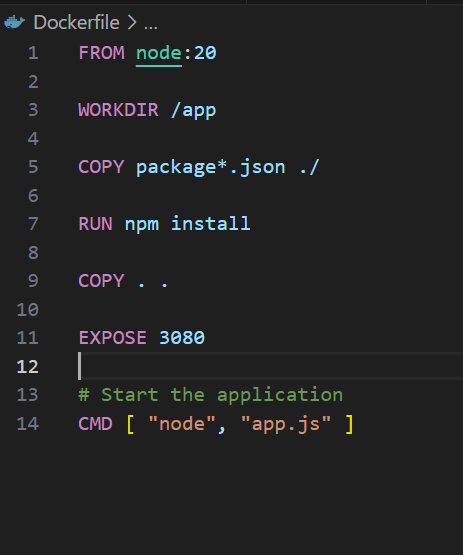 Dockerfile > ...
1 FROM node:20
2
3 WORKDIR /app
4
5 COPY package*.json ./
6
7 RUN npm install
8
9 COPY . .
10
11 EXPOSE 3080
12
13 # Start the application
14 CMD [ "node", "app.js" ]